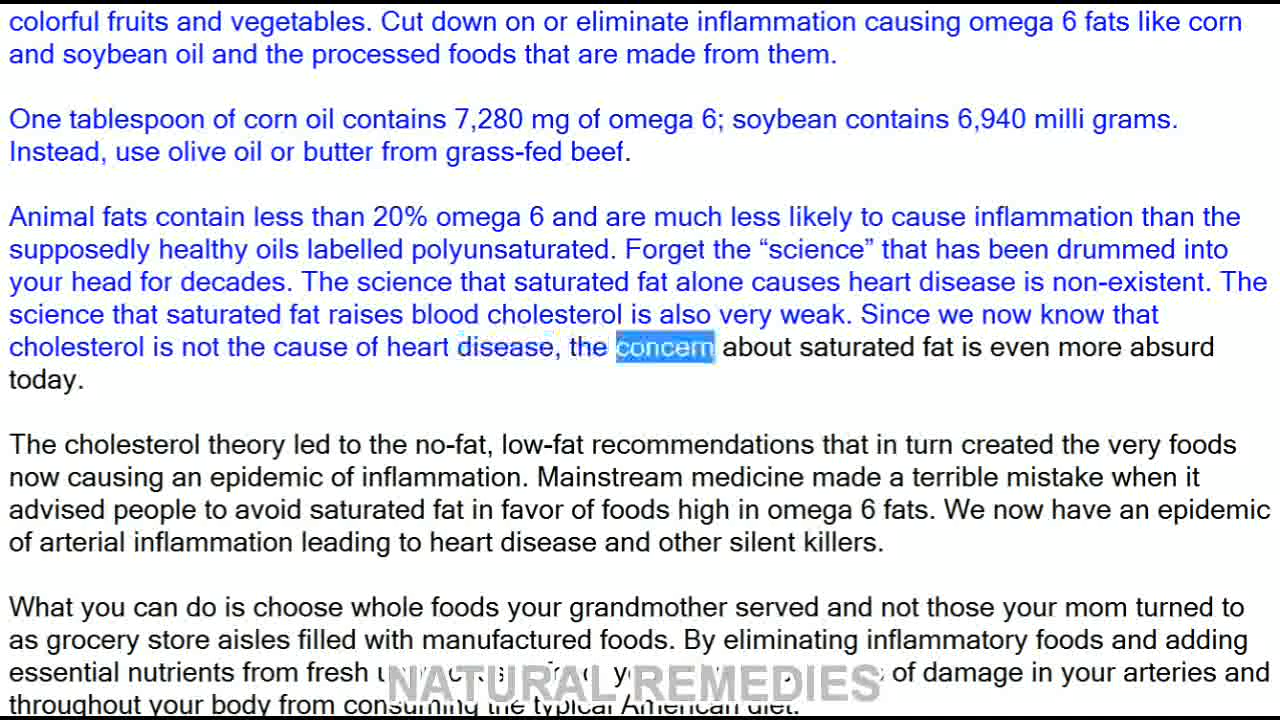 colorful fruits and vegetables. Cut down on or eliminate inflammation causing omega 6 fats like corn
and soybean oil and the processed foods that are made from them.
One tablespoon of corn oil contains 7,280 mg of omega 6; soybean contains 6,940 milli grams.
Instead, use olive oil or butter from grass-fed beef.
Animal fats contain less than 20% omega 6 and are much less likely to cause inflammation than the
supposedly healthy oils labelled polyunsaturated. Forget the “science” that has been drummed into
your head for decades. The science that saturated fat alone causes heart disease is non-existent. The
science that saturated fat raises blood cholesterol is also very weak. Since we now know that
cholesterol is not the cause of heart disease, the concern about saturated fat is even more absurd
today.
The cholesterol theory led to the no-fat, low-fat recommendations that in turn created the very foods
now causing an epidemic of inflammation. Mainstream medicine made a terrible mistake when it
advised people to avoid saturated fat in favor of foods high in omega 6 fats. We now have an epidemic
of arterial inflammation leading to heart disease and other silent killers.
What you can do is choose whole foods your grandmother served and not those your mom turned to
as grocery store aisles filled with manufactured foods. By eliminating inflammatory foods and adding
essential nutrients from fresh of damage in your arteries and
throughout your body from consuming the typical American diet.
NATURAL REMEDIES